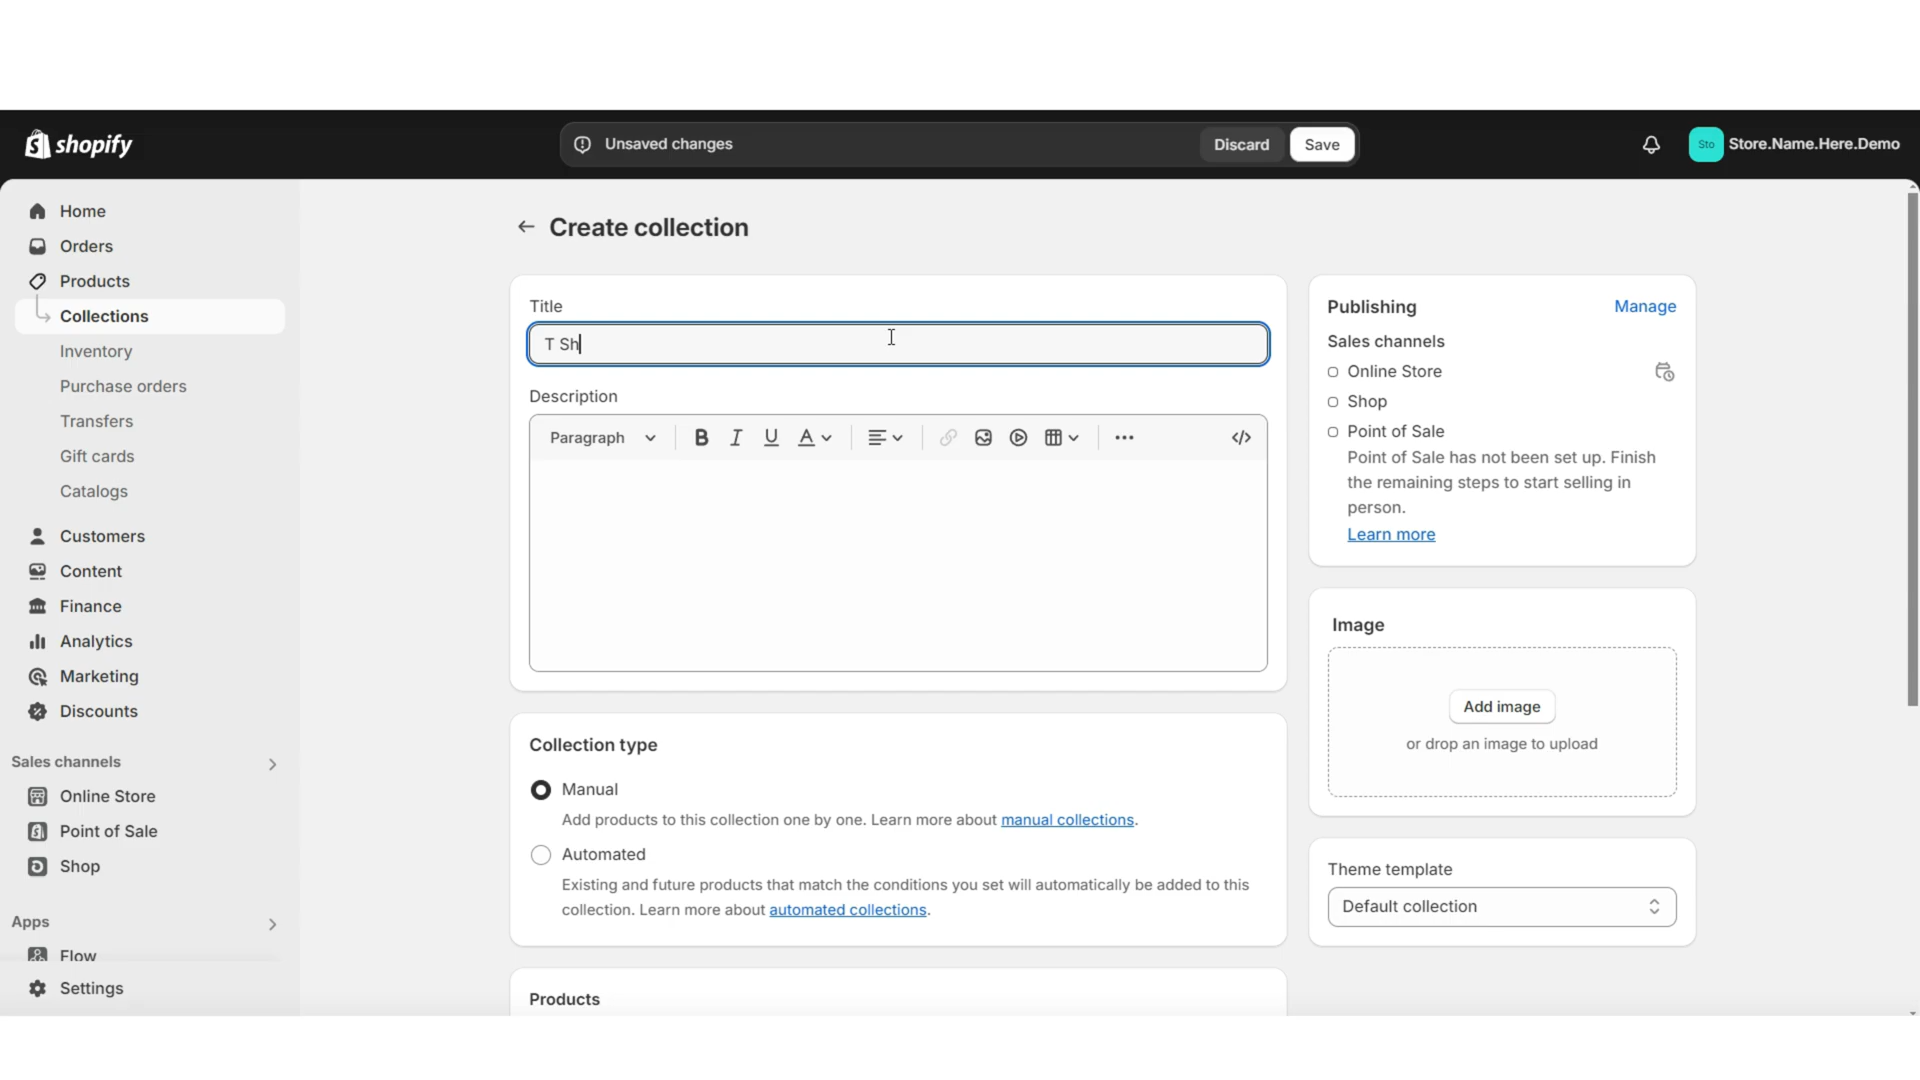 shopify
Unsaved changes
Discard
Save
Sto
Store.Name.Here.Demo
Home
Orders
Products
Collections
Inventory
Purchase orders
Transfers
Gift cards
Catalogs
Customers
Content
Finance
Analytics
Marketing
Discounts
Sales channels
Online Store
Point of Sale
Shop
Apps
Flow
Settings
Create collection
Title
T Sh
Description
Paragraph
B I U A
Collection type
Manual
Add products to this collection one by one. Learn more about manual collections.
Automated
Existing and future products that match the conditions you set will automatically be added to this
collection. Learn more about automated collections.
Products
Publishing
Manage
Sales channels
Online Store
Shop
Point of Sale
Point of Sale has not been set up. Finish
the remaining steps to start selling in
person.
Learn more
Image
Add image
or drop an image to upload
Theme template
Default collection